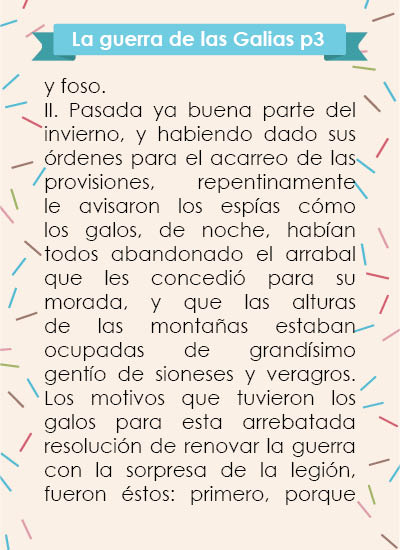 La guerra de las Galias p3
y foso.
II. Pasada ya buena parte del
invierno, y habiendo dado sus
órdenes para el acarreo de las
provisiones, repentinamente
le avisaron los espías cómo
los galos, de noche, habían
todos abandonado el arrabal
que les concedió para su
morada, y que las alturas
de las montañas estaban
ocupadas de grandísimo
gentío de sioneses y veragros.
Los motivos que tuvieron los
galos para esta arrebatada
resolución de renovar la guerra
con la sorpresa de la legión,
fueron éstos: primero, porque